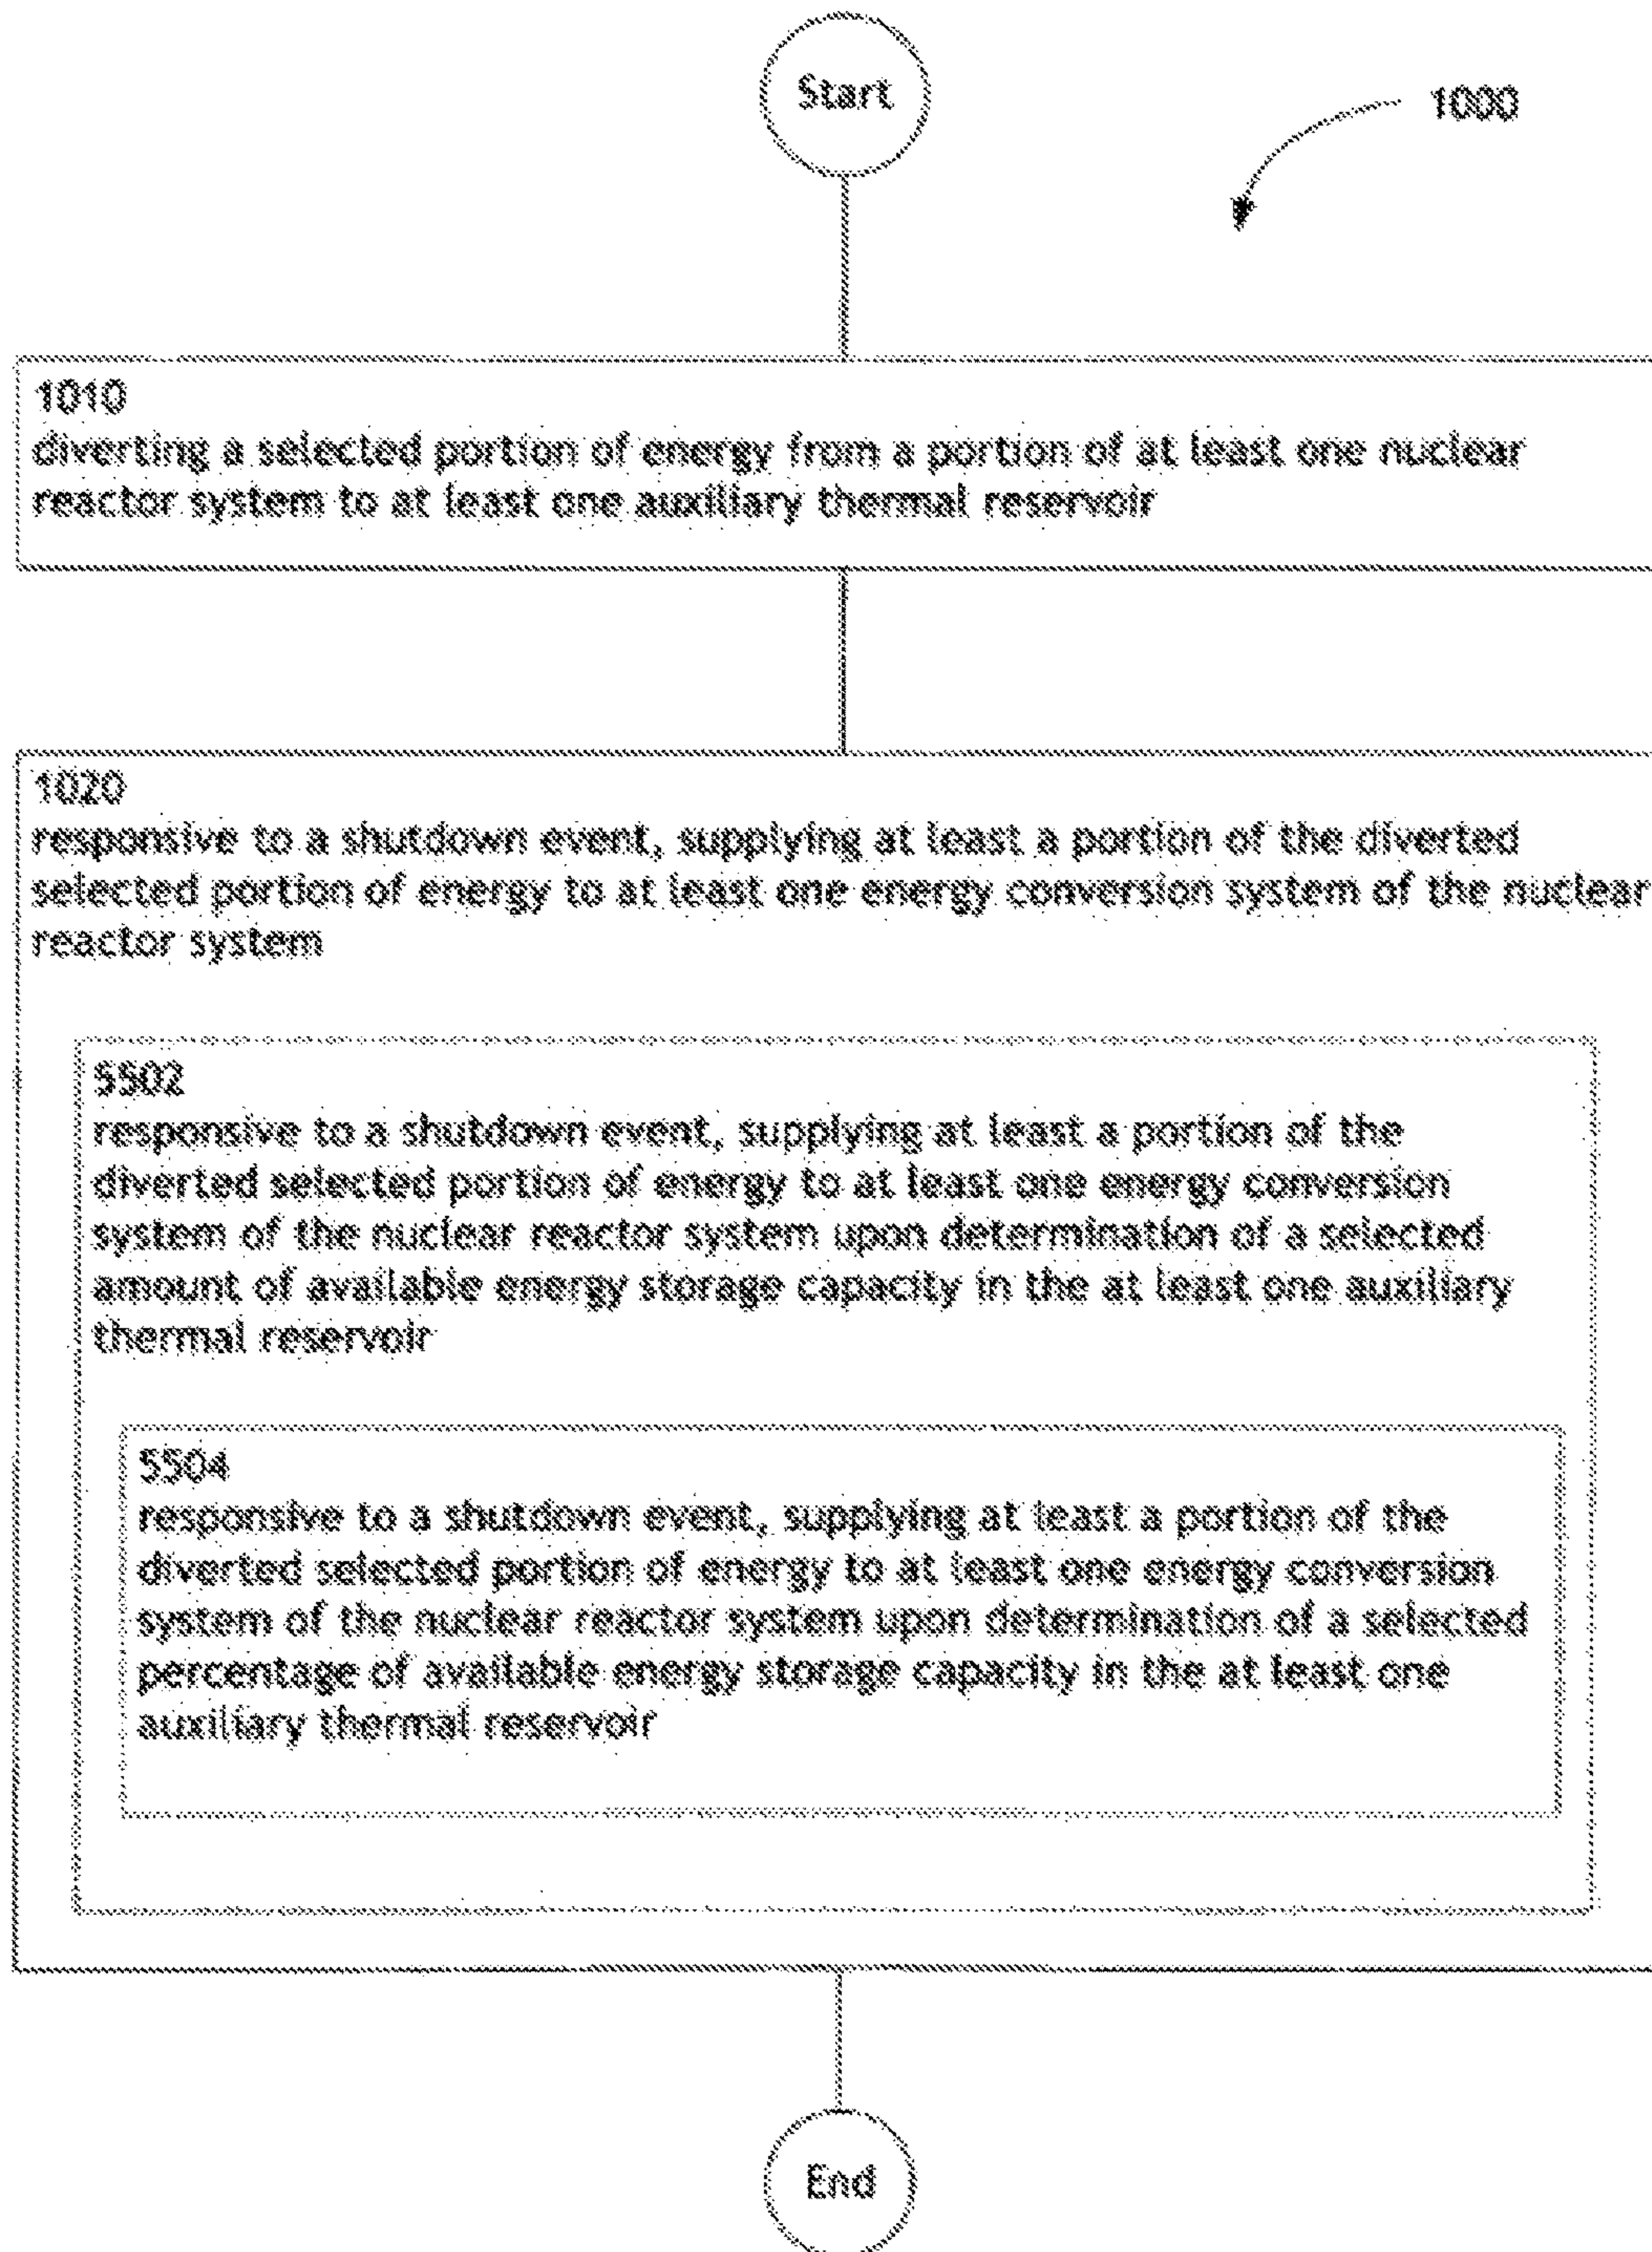 Start
1000
1010
diverting a selected portion of energy from a portion of at least one nuclear
reactor system to at least one auxiliary thermal reservoir
1020
responsive to a shutdown event, supplying at least a portion of the diverted
selected portion of energy to at least one energy conversion system of the nuclear
reactor system
5502
responsive to a shutdown event, supplying at least a portion of the
diverted selected portion of energy to at least one energy conversion
system of the nuclear reactor system upon determination of a selected
amount of available energy storage capacity in the at least one auxiliary
thermal reservoir
5504
responsive to a shutdown event, supplying at least a portion of the
diverted selected portion of energy to at least one energy conversion
system of the nuclear reactor system upon determination of a selected
percentage of available energy storage capacity in the at least one
auxiliary thermal reservoir
End